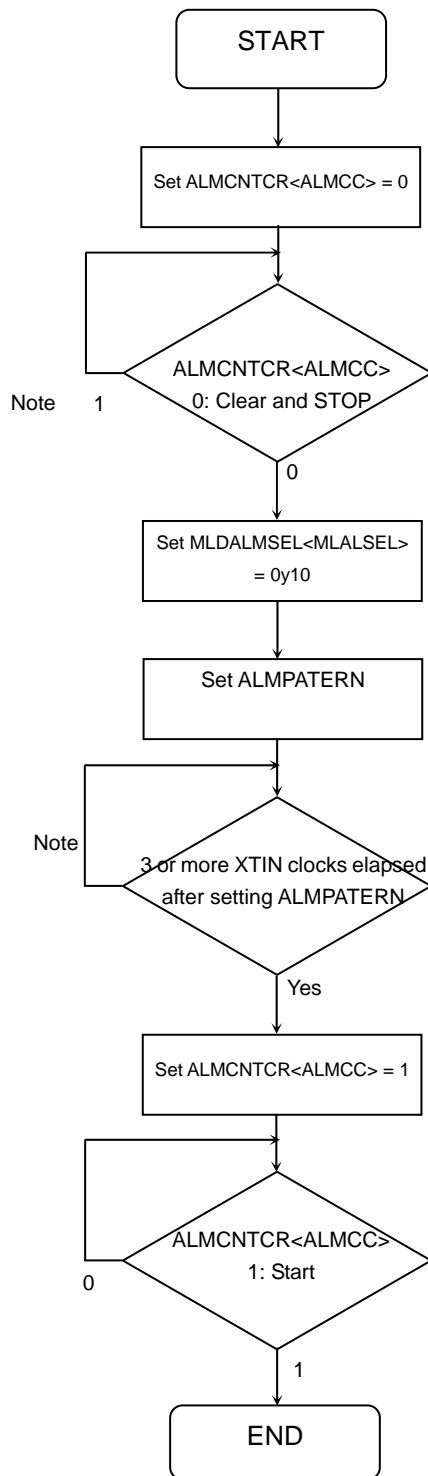 START
Set ALMCNTCR<ALMCC> = 0
ALMCNTCR<ALMCC>
0: Clear and STOP
Note 1
0
Set MLDALMSEL<MLALSEL>
= 0y10
Set ALMPATERN
Note
3 or more XTIN clocks elapsed
after setting ALMPATERN
Yes
Set ALMCNTCR<ALMCC> = 1
ALMCNTCR<ALMCC>
1: Start
0
1
END